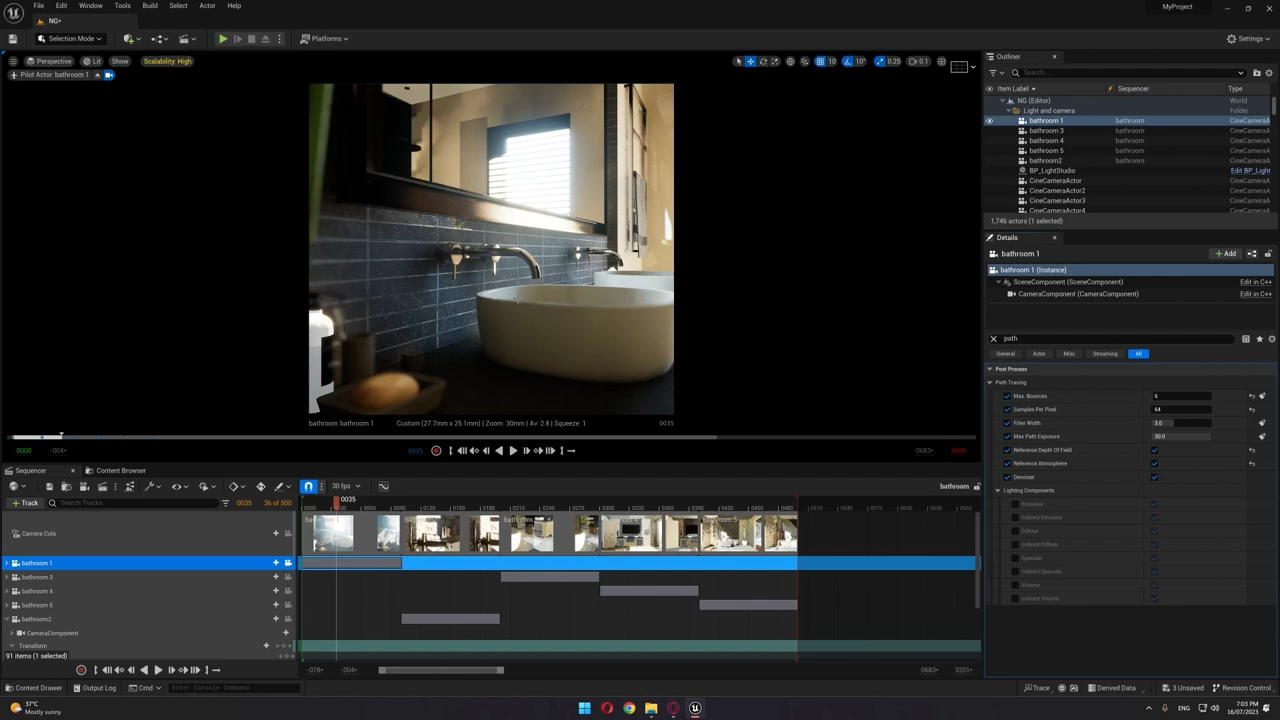 File Edit Window Tools Build Select Actor Help
MyProject
NG*
Selection Mode
Platforms
Settings
Perspective Lit Show Scalability: High
10 10° 0.25 0.1
Pilot Actor: bathroom 1
bathroom bathroom 1 Custom (27.7mm x 25.1mm) | Zoom: 30mm | Av: 2.8 | Squeeze: 1 0035
0000 -004+ 0035 0683+ 0500
Outliner
Search...
Item Label Sequencer Type
NG (Editor) World
Light and camera Folder
bathroom 1 bathroom CineCameraA
bathroom 3 bathroom CineCameraA
bathroom 4 bathroom CineCameraA
bathroom 5 bathroom CineCameraA
bathroom2 bathroom CineCameraA
BP_LightStudio Edit BP_Light
CineCameraActor CineCameraA
CineCameraActor2 CineCameraA
CineCameraActor3 CineCameraA
CineCameraActor4 CineCameraA
1,746 actors (1 selected)
Details
bathroom 1
Add
bathroom 1 (Instance)
SceneComponent (SceneComponent) Edit in C++
CameraComponent (CameraComponent) Edit in C++
path
General Actor Misc Streaming All
Post Process
Path Tracing
Max. Bounces 6
Samples Per Pixel 64
Filter Width 3.0
Max Path Exposure 30.0
Reference Depth Of Field
Reference Atmosphere
Denoiser
Lighting Components
Emissive
Indirect Emissive
Diffuse
Indirect Diffuse
Specular
Indirect Specular
Volume
Indirect Volume
Sequencer Content Browser
30 fps
bathroom
Track Search Tracks 0035 36 of 500
0035
Camera Cuts
bathroom 1
bathroom 3
bathroom 4
bathroom 5
bathroom2
CameraComponent
Transform
91 items (1 selected)
-078+ -004+ 0683+ 3201+
Content Drawer Output Log Cmd Enter Console Command
Trace Derived Data 3 Unsaved Revision Control
37°C
Mostly sunny
ENG
7:03 PM
16/07/2023